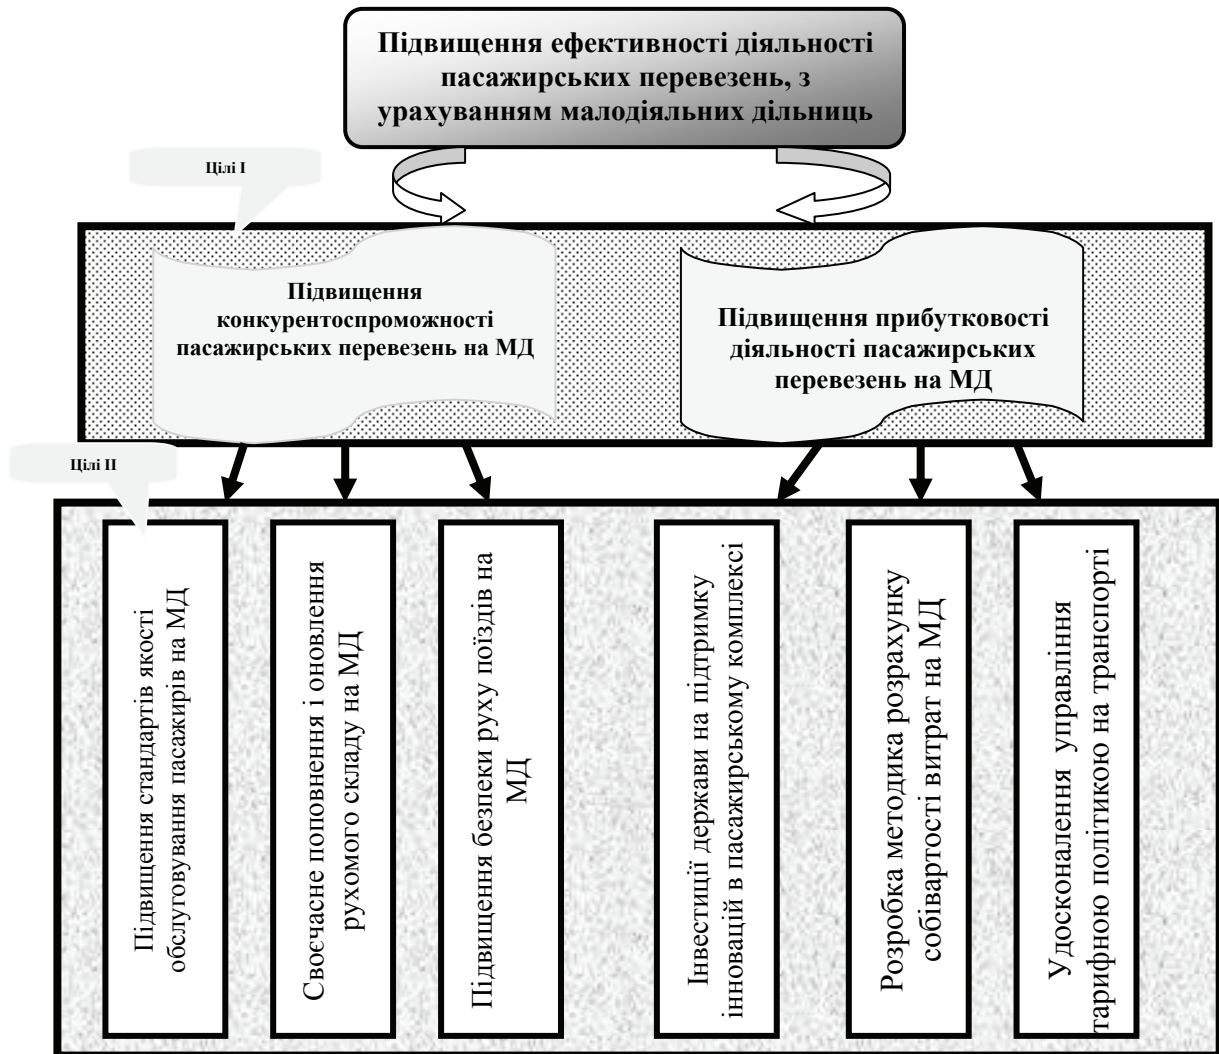 Підвищення ефективності діяльності
пасажирських перевезень, з
урахуванням малодіяльних дільниць
Цілі І
Підвищення
конкурентоспроможності
пасажирських перевезень на МД
Підвищення прибутковості
діяльності пасажирських
перевезень на МД
Цілі ІІ
Підвищення стандартів якості
обслуговування пасажирів на МД
Своєчасне поповнення і оновлення
рухомого складу на МД
Підвищення безпеки руху поїздів на
МД
Інвестиції держави на підтримку
інновацій в пасажирському комплексі
Розробка методика розрахунку
собівартості витрат на МД
Удосконалення управління
тарифною політикою на транспорті